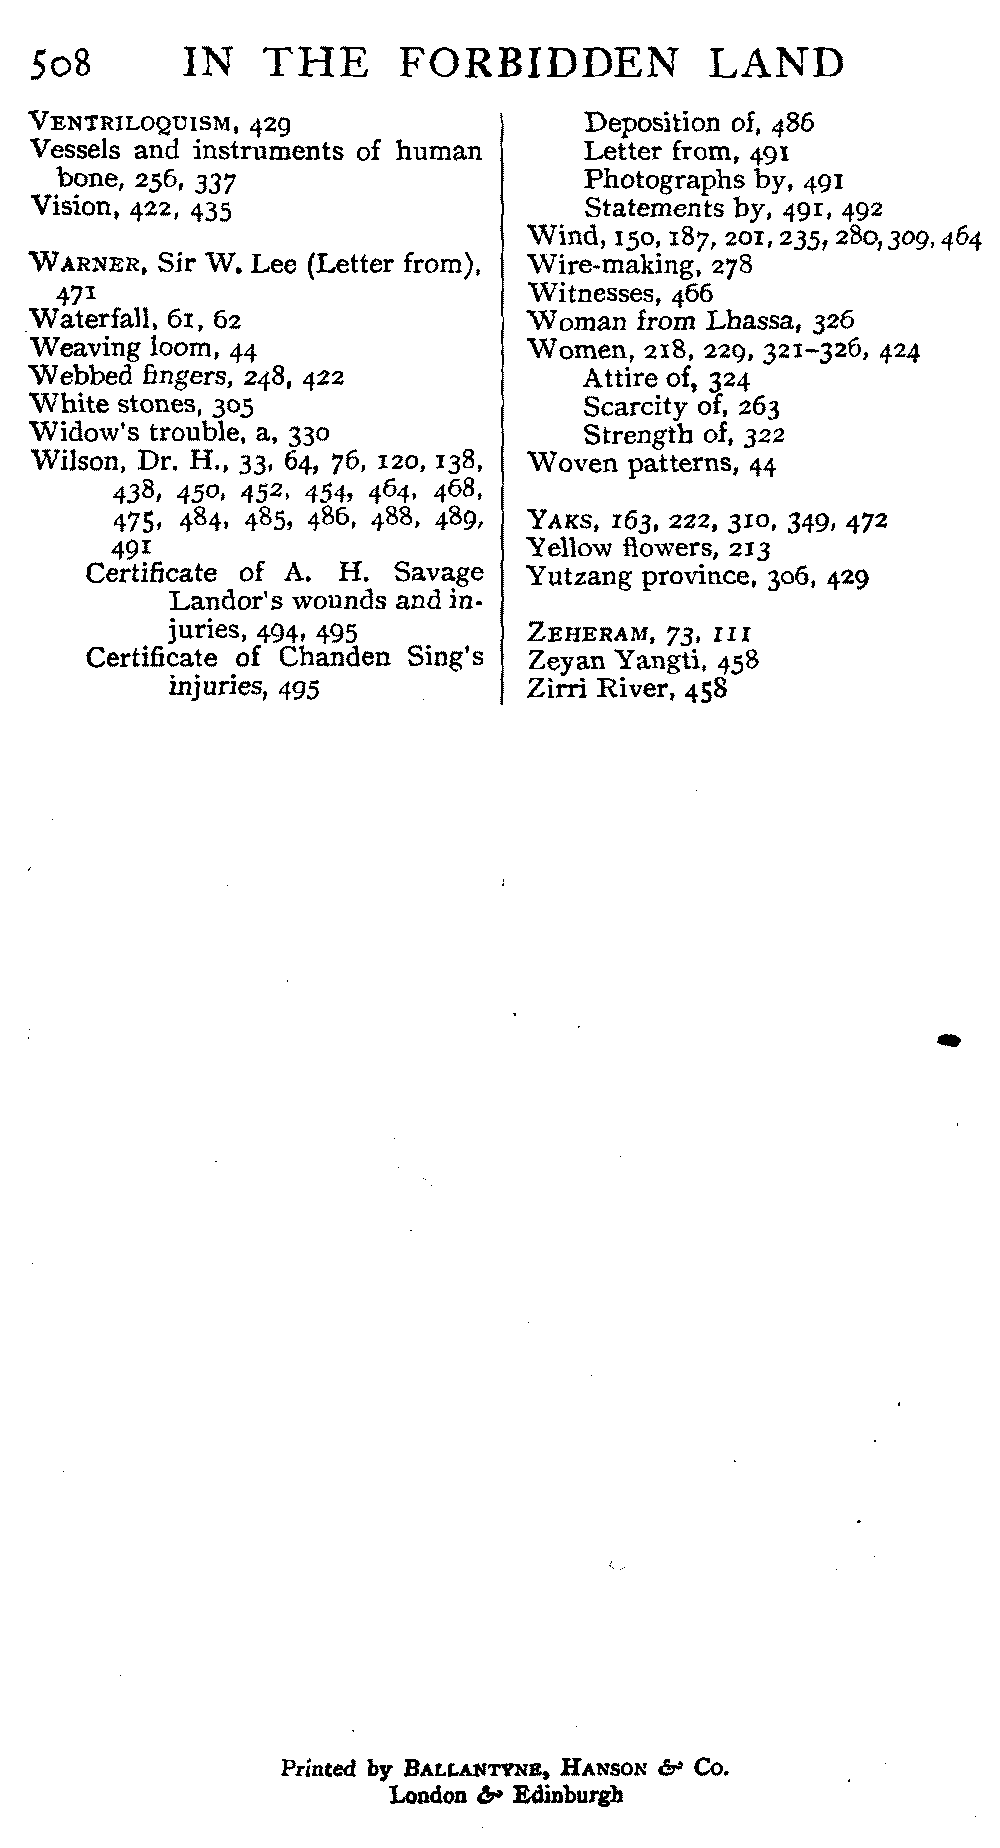 508 IN THE FORBIDDEN LAND
VENTRILOQUISM, 429
Vessels and instruments of human
bone, 256, 337
Vision, 422, 435
WARNER, Sir W. Lee (Letter from),
471
Waterfall, 61, 62
Weaving loom, 44
Webbed fingers, 248, 422
White stones, 305
Widow's trouble, a, 330
Wilson, Dr. H., 33, 64, 76, 120, 138,
438, 450, 452, 454, 464, 468,
475, 484, 485, 486, 488, 489,
491
Certificate of A. H. Savage
Landor's wounds and in-
juries, 494, 495
Certificate of Chanden Sing's
injuries, 495
Deposition of, 486
Letter from, 491
Photographs by, 491
Statements by, 491, 492
Wind, 150, 187, 201, 235, 280, 309, 464
Wire-making, 278
Witnesses, 466
Woman from Lhassa, 326
Women, 218, 229, 321–326, 424
Attire of, 324
Scarcity of, 263
Strength of, 322
Woven patterns, 44
YAKS, 163, 222, 310, 349, 472
Yellow flowers, 213
Yutzang province, 306, 429
ZEHERAM, 73, 111
Zeyan Yangti, 458
Zirri River, 458
Printed by BALLANTYNE, HANSON & Co.
London & Edinburgh